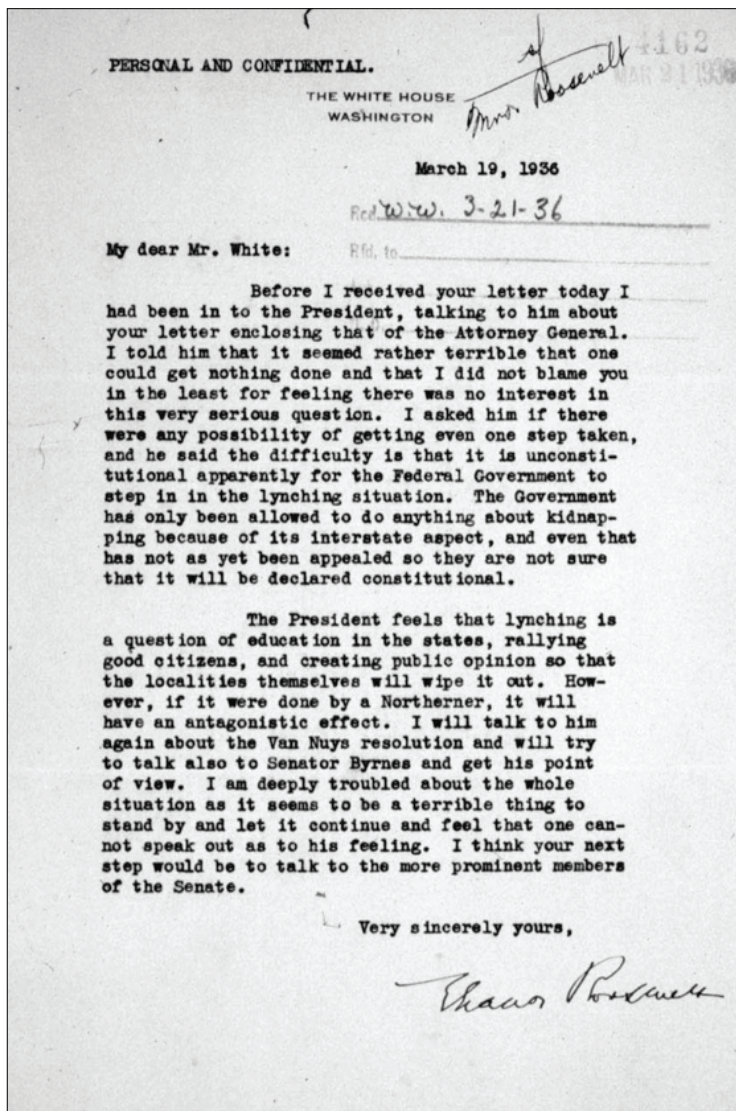 4162
MAR 21 1936
sf
Mrs. Roosevelt
PERSONAL AND CONFIDENTIAL.
THE WHITE HOUSE
WASHINGTON
March 19, 1936
Rcd. W.W. 3-21-36
My dear Mr. White:
Rfd. to
Before I received your letter today I
had been in to the President, talking to him about
your letter enclosing that of the Attorney General.
I told him that it seemed rather terrible that one
could get nothing done and that I did not blame you
in the least for feeling there was no interest in
this very serious question. I asked him if there
were any possibility of getting even one step taken,
and he said the difficulty is that it is unconsti-
tutional apparently for the Federal Government to
step in in the lynching situation. The Government
has only been allowed to do anything about kidnap-
ping because of its interstate aspect, and even that
has not as yet been appealed so they are not sure
that it will be declared constitutional.
The President feels that lynching is
a question of education in the states, rallying
good citizens, and creating public opinion so that
the localities themselves will wipe it out. How-
ever, if it were done by a Northerner, it will
have an antagonistic effect. I will talk to him
again about the Van Nuys resolution and will try
to talk also to Senator Byrnes and get his point
of view. I am deeply troubled about the whole
situation as it seems to be a terrible thing to
stand by and let it continue and feel that one can-
not speak out as to his feeling. I think your next
step would be to talk to the more prominent members
of the Senate.
Very sincerely yours,
Eleanor Roosevelt